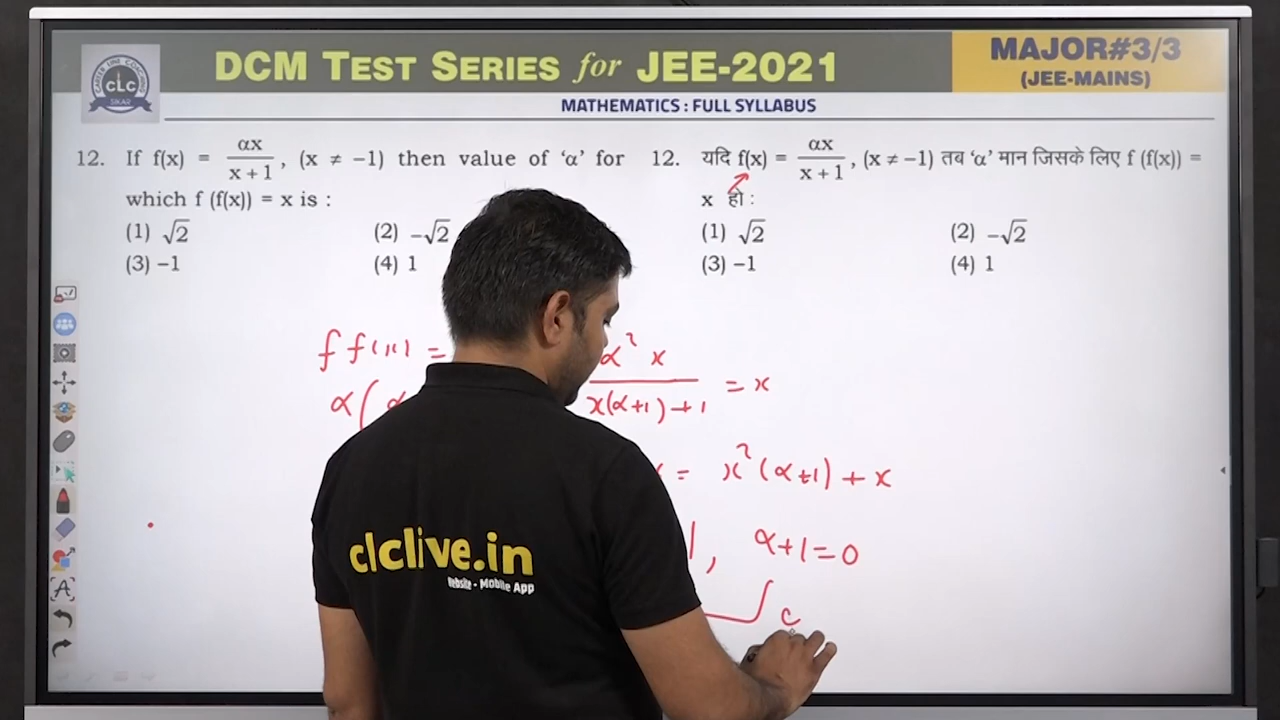 DCM TEST SERIES for JEE-2021
MAJOR#3/3
(JEE-MAINS)
CLC
SIKAR
MATHEMATICS : FULL SYLLABUS
12. If f(x) = αx / x + 1 , (x ≠ −1) then value of 'α' for
which f (f(x)) = x is :
(1) √2 (2) −√2
(3) −1 (4) 1
12. यदि f(x) = αx / x + 1 , (x ≠ −1) तब 'α' मान जिसके लिए f (f(x)) =
x हो :
(1) √2 (2) −√2
(3) −1 (4) 1
f f(x) =
α² x / x(α+1)+1 = x
α(
= x²(α+1) + x
, α+1=0
clclive.in
Website - Mobile App